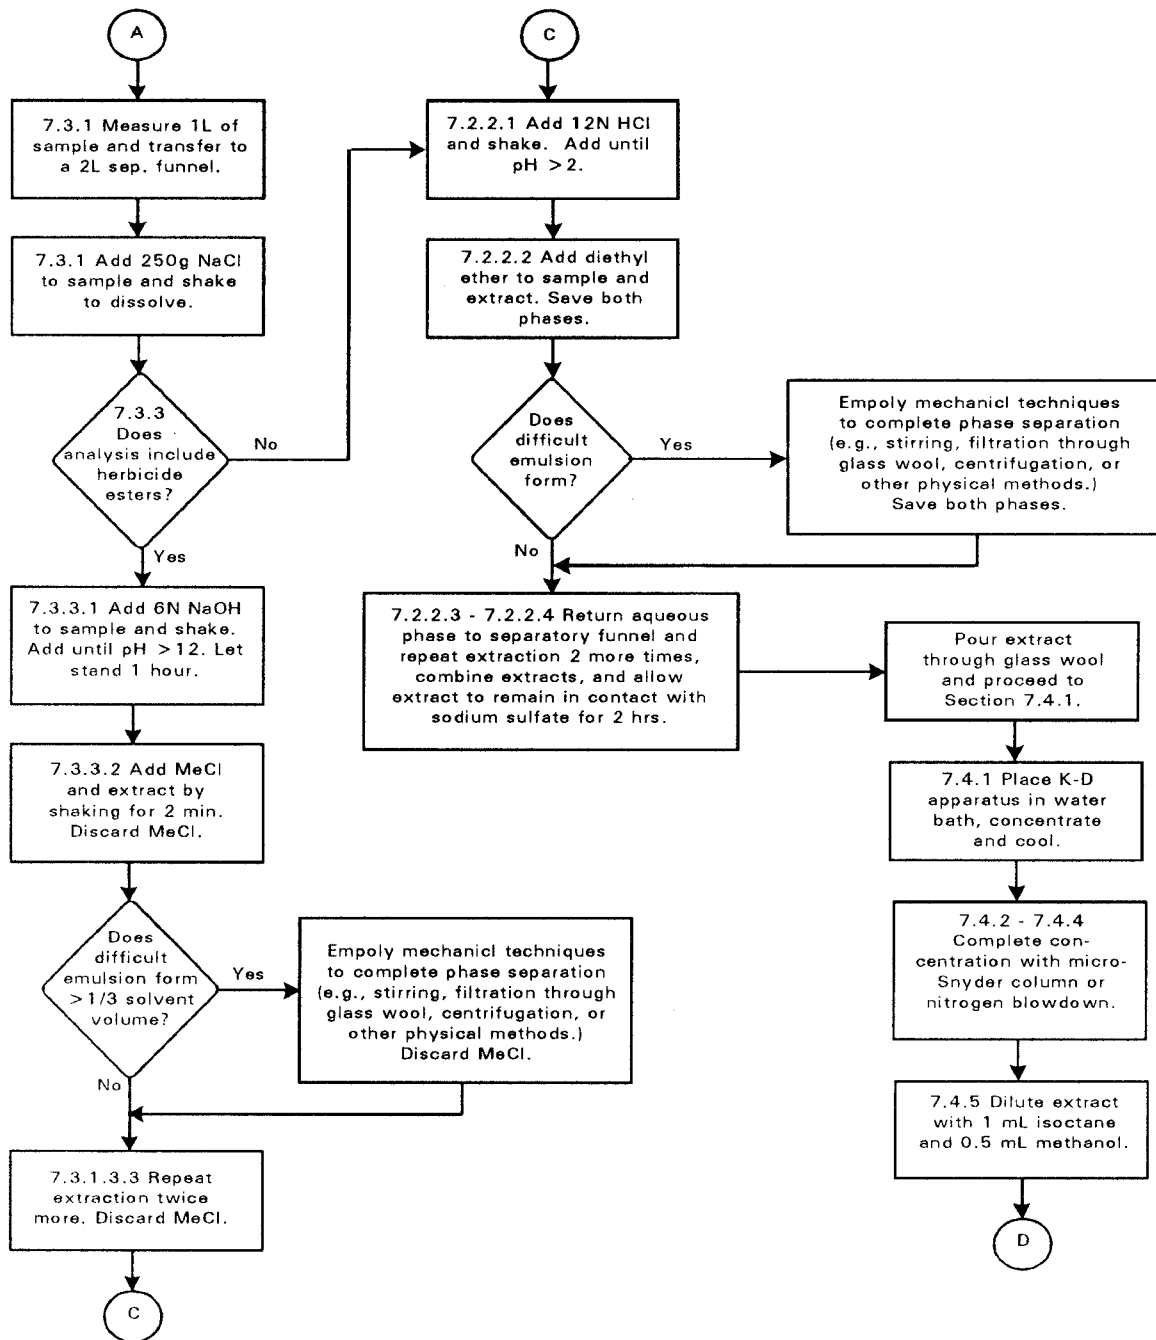 A
7.3.1 Measure 1L of
sample and transfer to
a 2L sep. funnel.
7.3.1 Add 250g NaCl
to sample and shake
to dissolve.
7.3.3
Does
analysis include
herbicide
esters?
No
Yes
7.3.3.1 Add 6N NaOH
to sample and shake.
Add until pH >12. Let
stand 1 hour.
7.3.3.2 Add MeCl
and extract by
shaking for 2 min.
Discard MeCl.
Does
difficult
emulsion form
>1/3 solvent
volume?
Yes
Empoly mechanicl techniques
to complete phase separation
(e.g., stirring, filtration through
glass wool, centrifugation, or
other physical methods.)
Discard MeCl.
No
7.3.1.3.3 Repeat
extraction twice
more. Discard MeCl.
C
C
7.2.2.1 Add 12N HCl
and shake. Add until
pH >2.
7.2.2.2 Add diethyl
ether to sample and
extract. Save both
phases.
Does
difficult
emulsion
form?
Yes
Empoly mechanicl techniques
to complete phase separation
(e.g., stirring, filtration through
glass wool, centrifugation, or
other physical methods.)
Save both phases.
No
7.2.2.3 - 7.2.2.4 Return aqueous
phase to separatory funnel and
repeat extraction 2 more times,
combine extracts, and allow
extract to remain in contact with
sodium sulfate for 2 hrs.
Pour extract
through glass wool
and proceed to
Section 7.4.1.
7.4.1 Place K-D
apparatus in water
bath, concentrate
and cool.
7.4.2 - 7.4.4
Complete con-
centration with micro-
Snyder column or
nitrogen blowdown.
7.4.5 Dilute extract
with 1 mL isoctane
and 0.5 mL methanol.
D